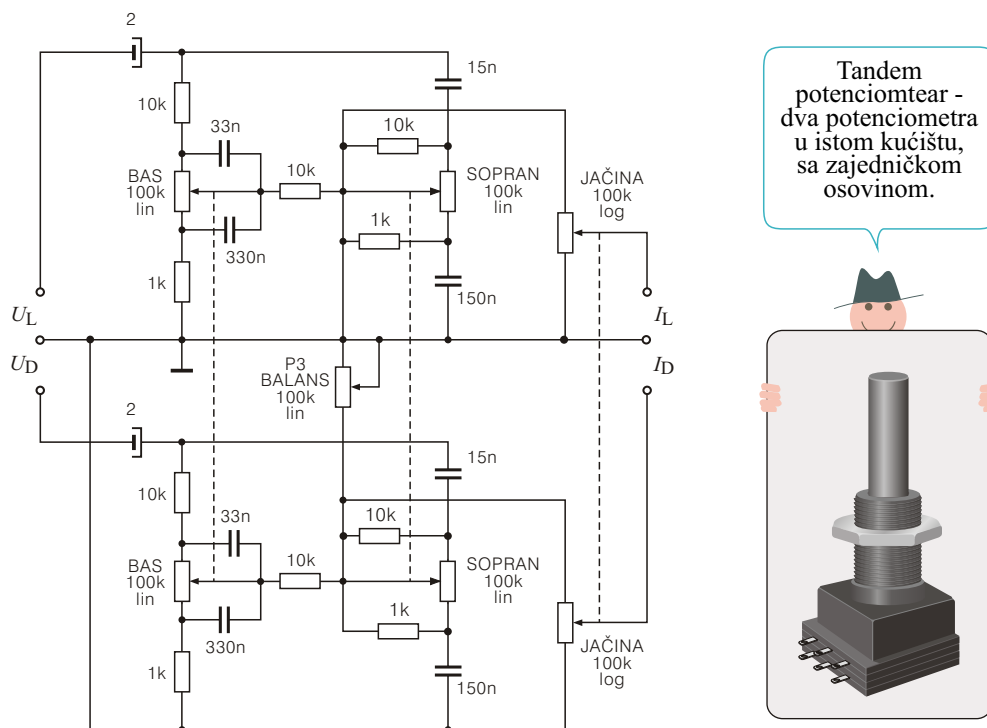 2
15n
10k
33n
10k
10k
BAS
100k
lin
SOPRAN
100k
lin
JAČINA
100k
log
1k
330n
1k
150n
UL
IL
UD
ID
P3
BALANS
100k
lin
2
15n
10k
33n
10k
10k
BAS
100k
lin
SOPRAN
100k
lin
1k
330n
JAČINA
100k
log
1k
150n
Tandem
potenciomtear -
dva potenciometra
u istom kućištu,
sa zajedničkom
osovinom.